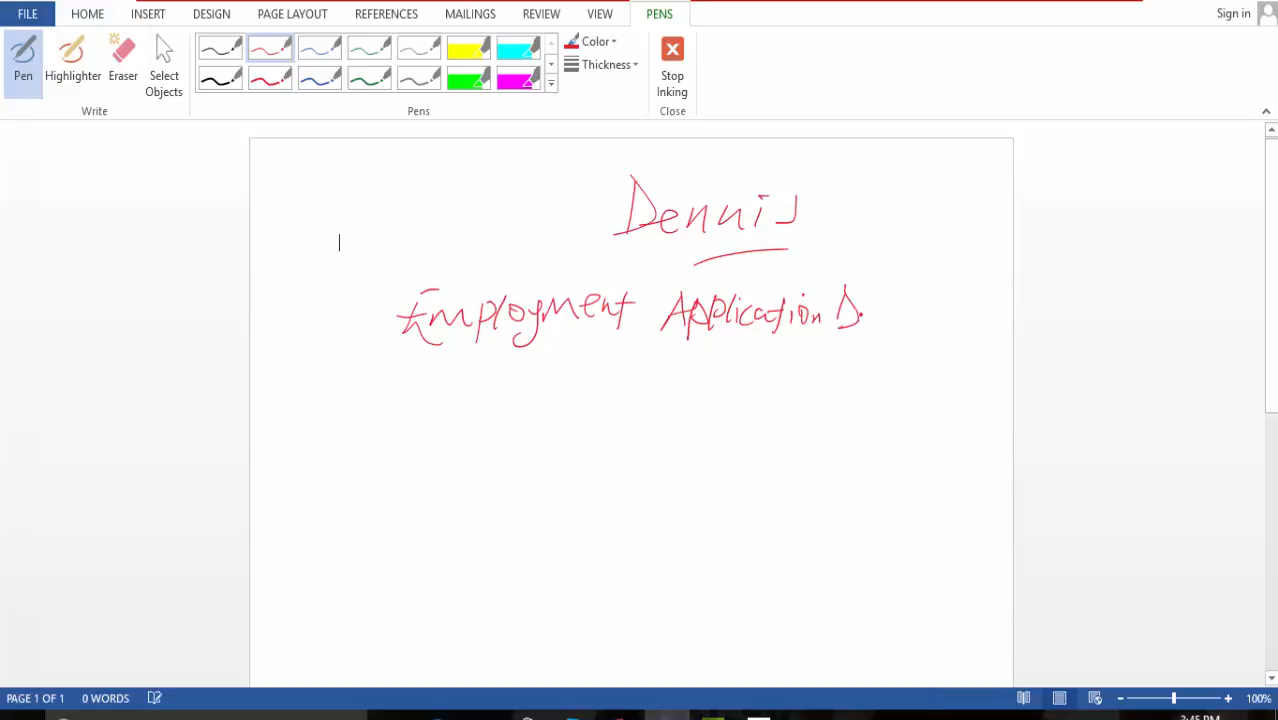 FILE HOME INSERT DESIGN PAGE LAYOUT REFERENCES MAILINGS REVIEW VIEW PENS Sign in
Pen Highlighter Eraser Select Objects Color Thickness Stop Inking
Write Pens Close
Dennis
Employment Application D.
PAGE 1 OF 1 0 WORDS 100%